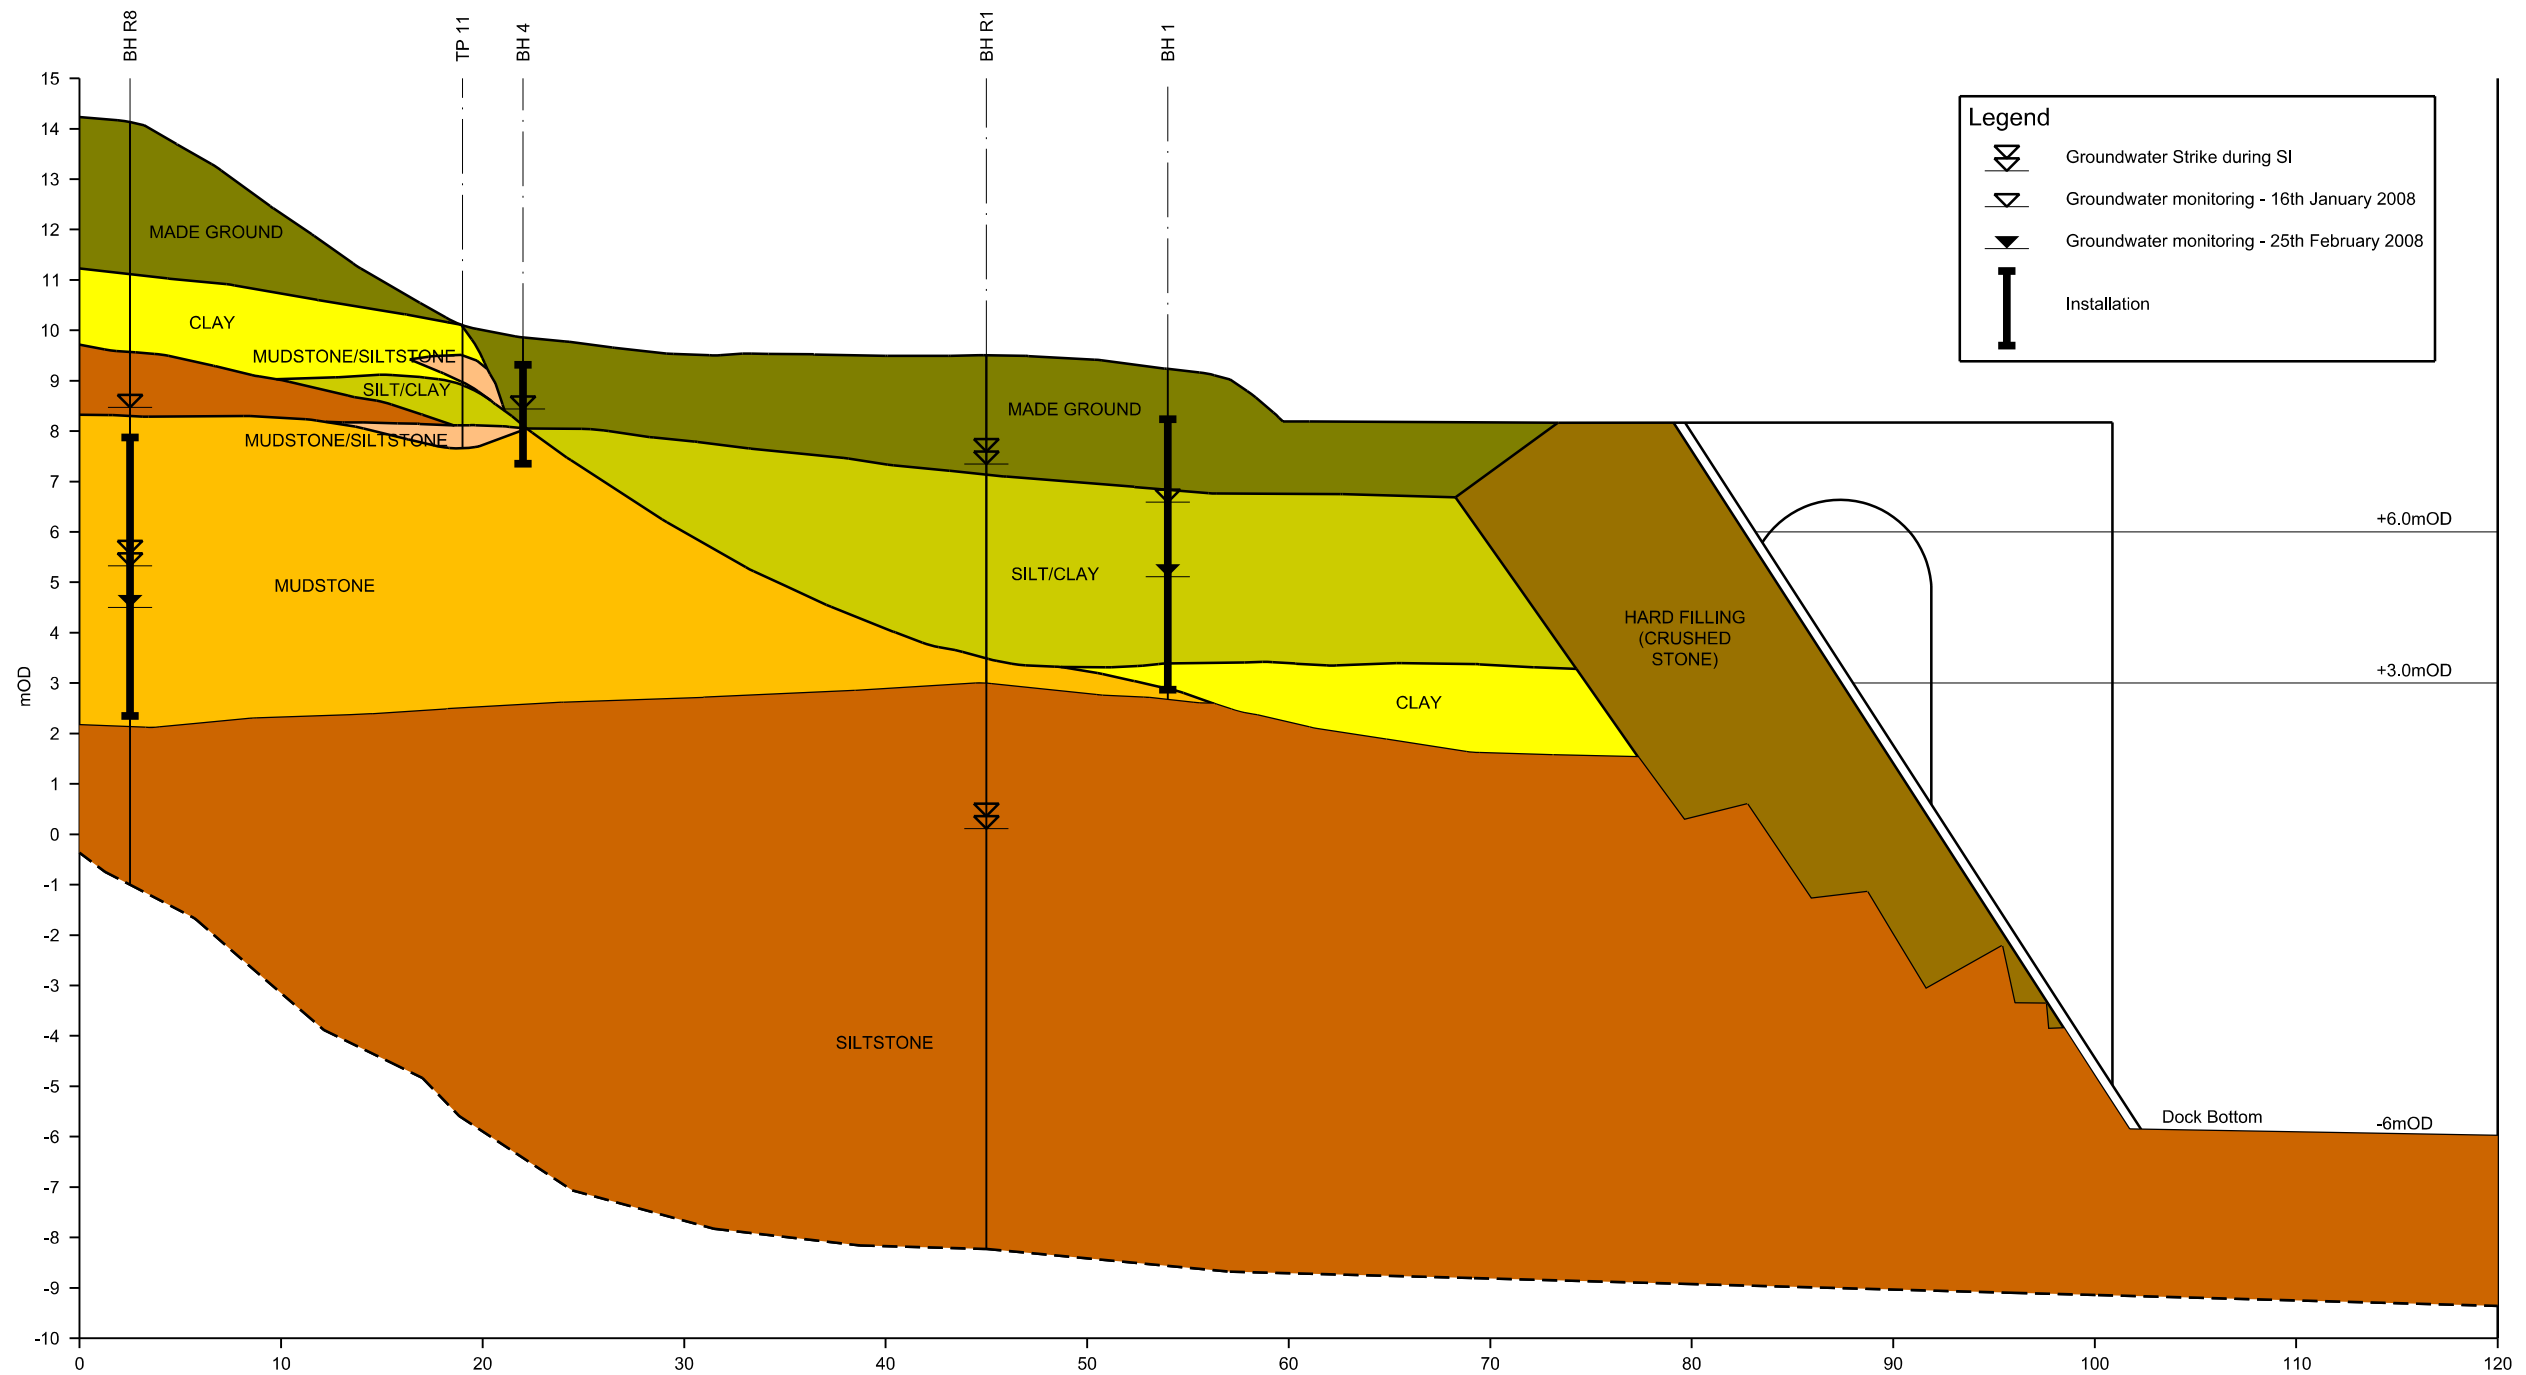 BH R8
TP 11
BH 4
BH R1
BH 1
Legend
Groundwater Strike during SI
Groundwater monitoring - 16th January 2008
Groundwater monitoring - 25th February 2008
Installation
MADE GROUND
CLAY
MUDSTONE/SILTSTONE
SILT/CLAY
MUDSTONE/SILTSTONE
MUDSTONE
MADE GROUND
SILT/CLAY
CLAY
HARD FILLING
(CRUSHED
STONE)
SILTSTONE
+6.0mOD
+3.0mOD
Dock Bottom
-6mOD
mOD
15
14
13
12
11
10
9
8
7
6
5
4
3
2
1
0
-1
-2
-3
-4
-5
-6
-7
-8
-9
-10
0
10
20
30
40
50
60
70
80
90
100
110
120